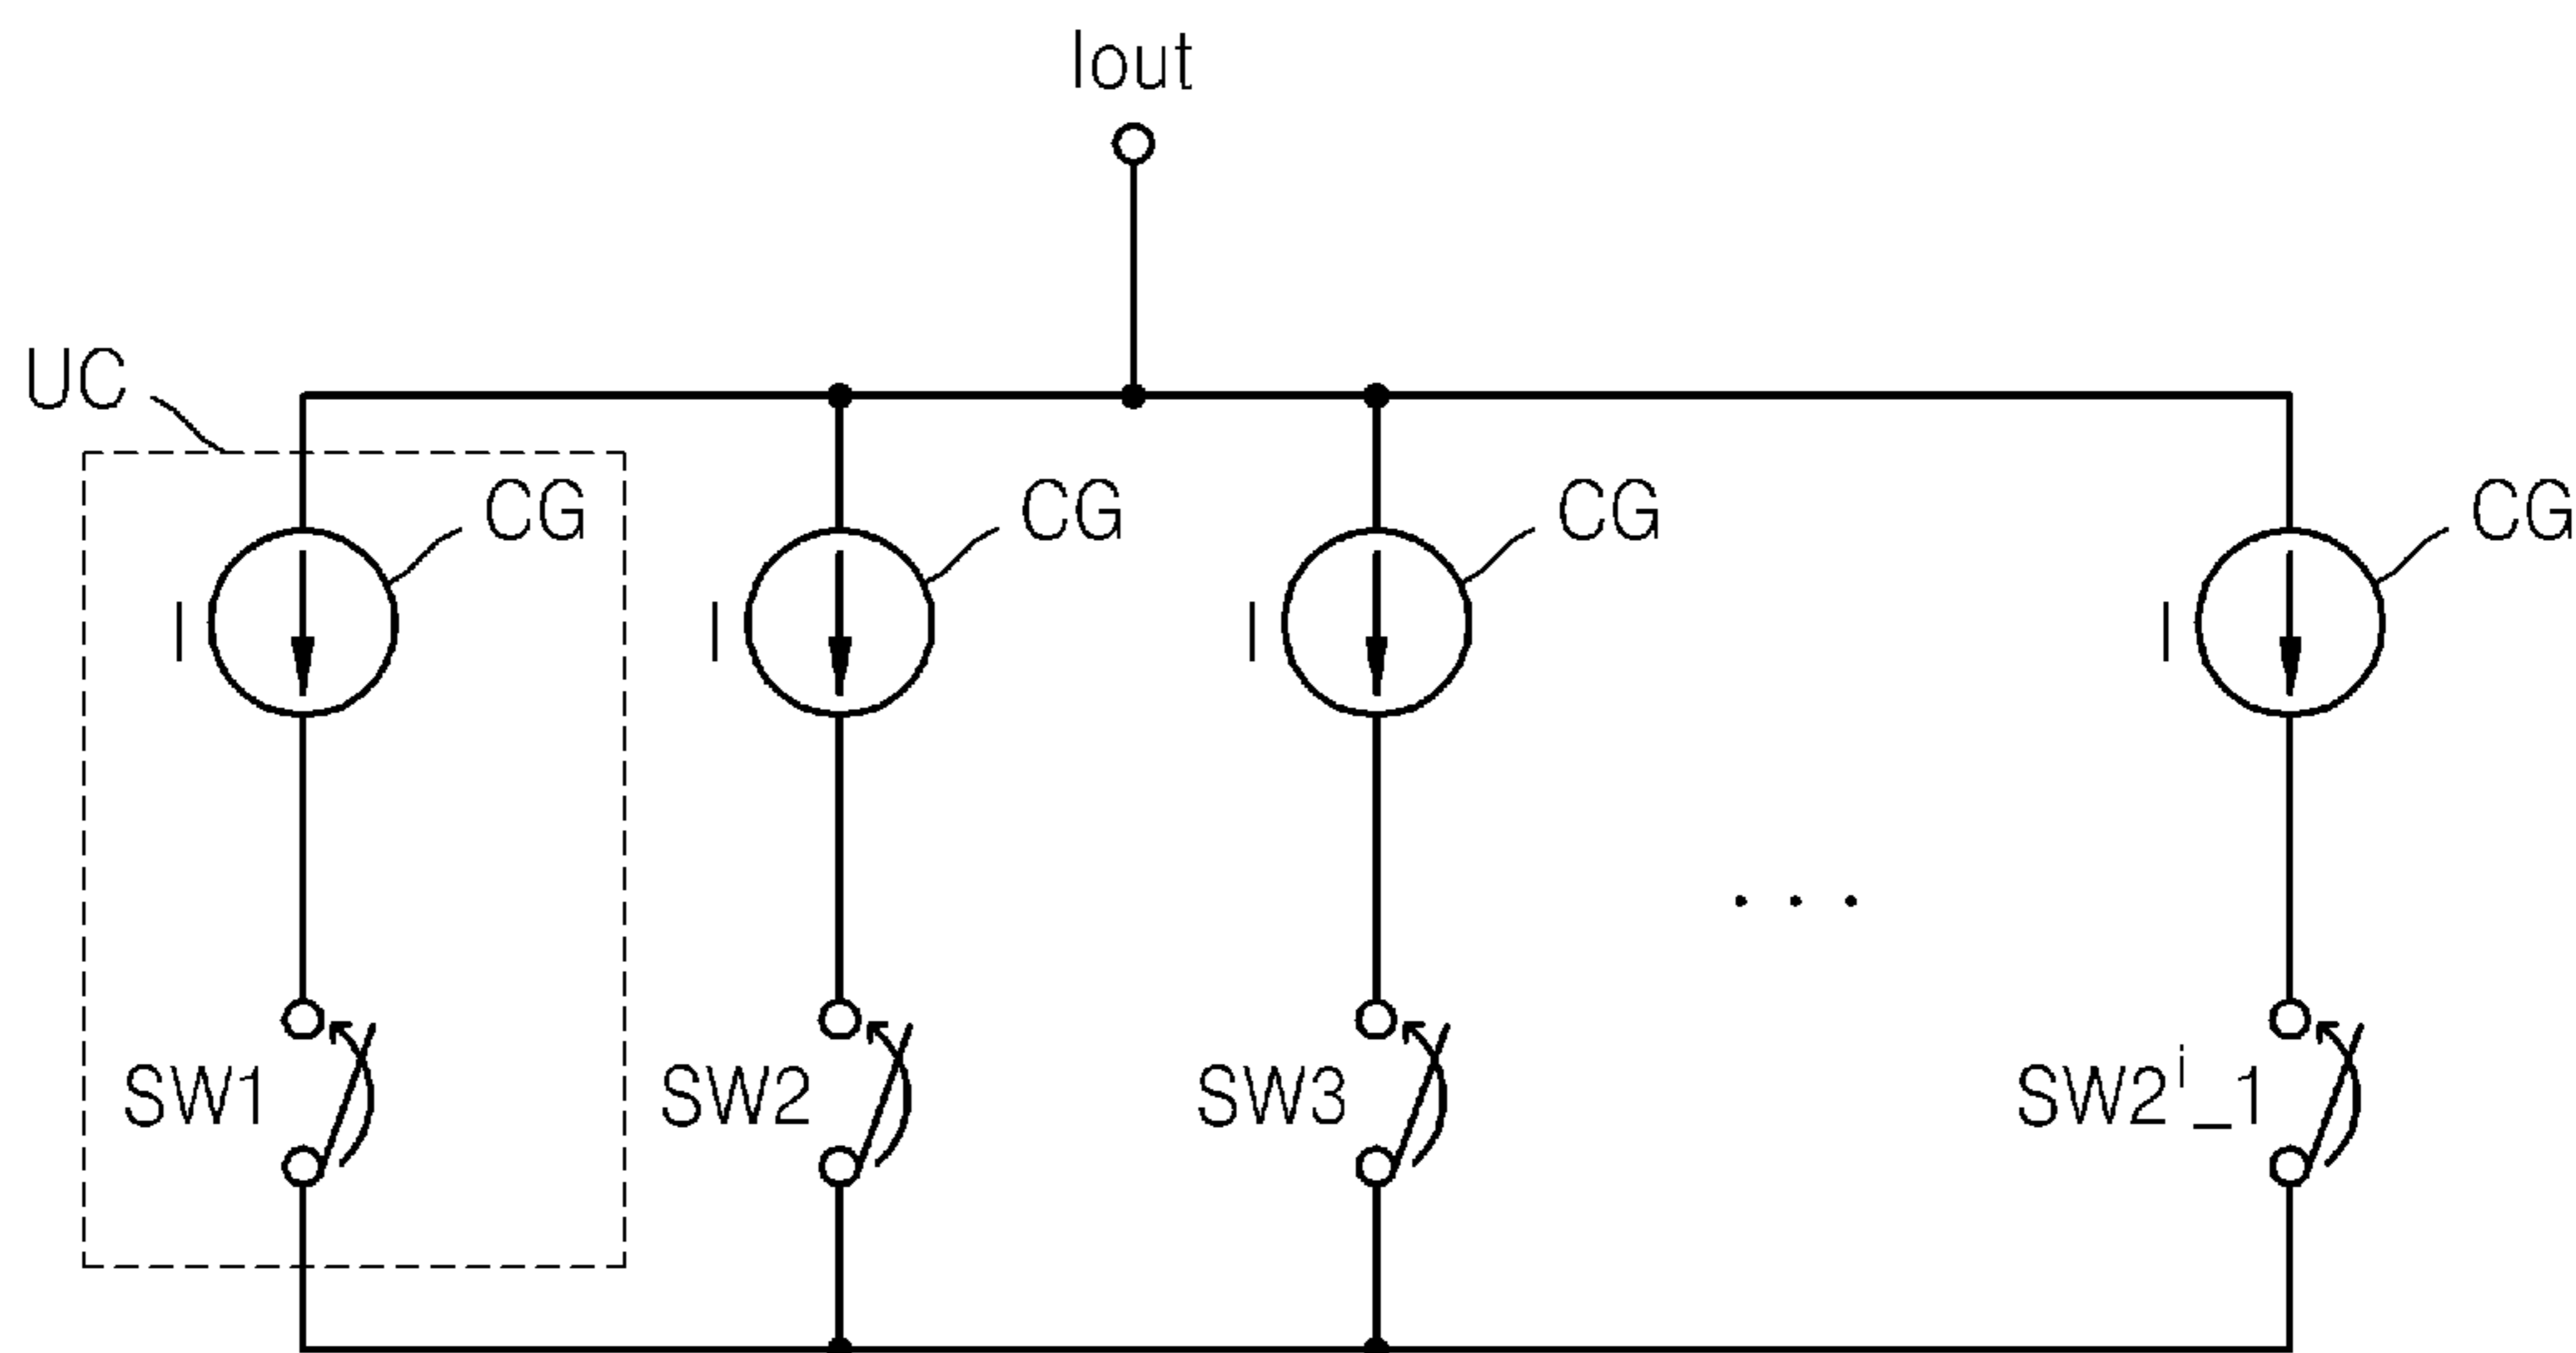 Iout
UC
CG CG CG CG
I I I I
. . .
SW1 SW2 SW3 SW2ⁱ_1